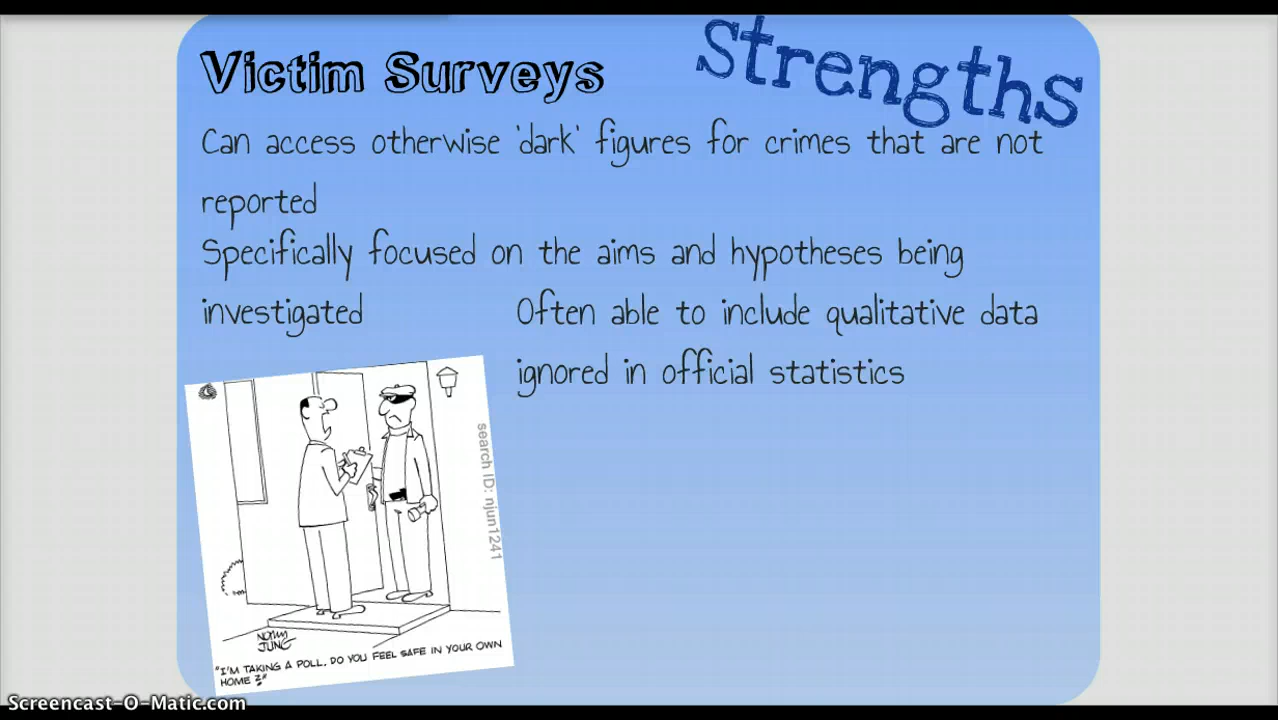 Victim Surveys
Strengths
Can access otherwise 'dark' figures for crimes that are not
reported
Specifically focused on the aims and hypotheses being
investigated
Often able to include qualitative data
ignored in official statistics
search ID: njun1241
NORM
JUNG
"I'M TAKING A POLL. DO YOU FEEL SAFE IN YOUR OWN
HOME?"
Screencast-O-Matic.com